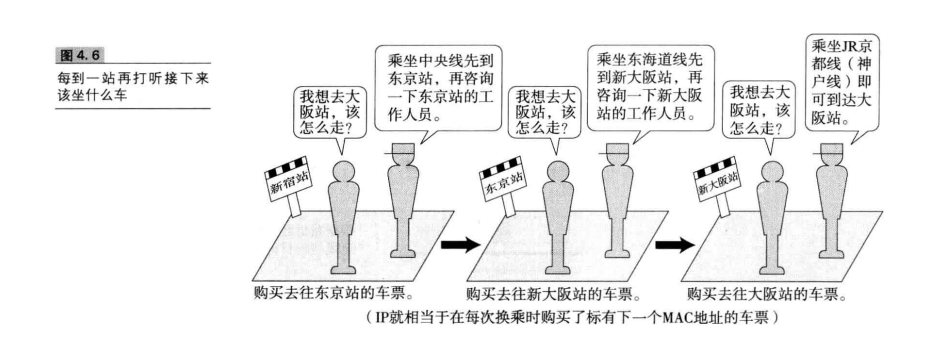 图4.6
每到一站再打听接下来
该坐什么车
我想去大
阪站，该
怎么走？
乘坐中央线先到
东京站，再咨询
一下东京站的工
作人员。
新宿站
我想去大
阪站，该
怎么走？
乘坐东海道线先
到新大阪站，再
咨询一下新大阪
站的工作人员。
东京站
我想去大
阪站，该
怎么走？
乘坐JR京
都线（神
户线）即
可到达大
阪站。
新大阪站
购买去往东京站的车票。
购买去往新大阪站的车票。
购买去往大阪站的车票。
（IP就相当于在每次换乘时购买了标有下一个MAC地址的车票）